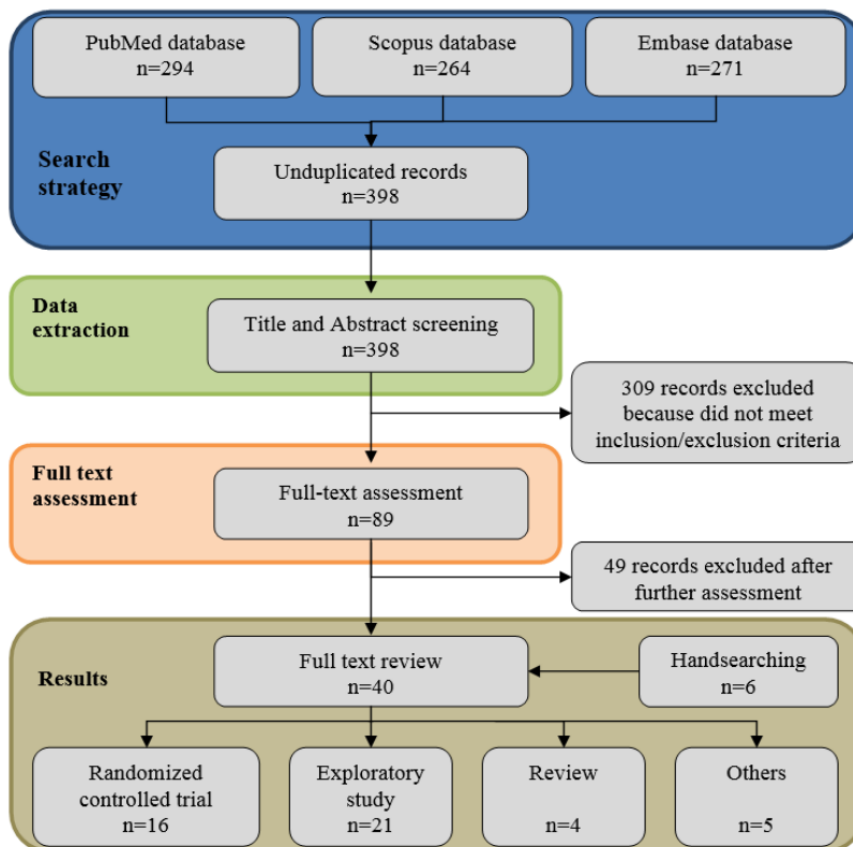 PubMed database
n=294
Scopus database
n=264
Embase database
n=271
Search
strategy
Unduplicated records
n=398
Data
extraction
Title and Abstract screening
n=398
309 records excluded
because did not meet
inclusion/exclusion criteria
Full text
assessment
Full-text assessment
n=89
49 records excluded after
further assessment
Results
Full text review
n=40
Handsearching
n=6
Randomized
controlled trial
n=16
Exploratory
study
n=21
Review
n=4
Others
n=5